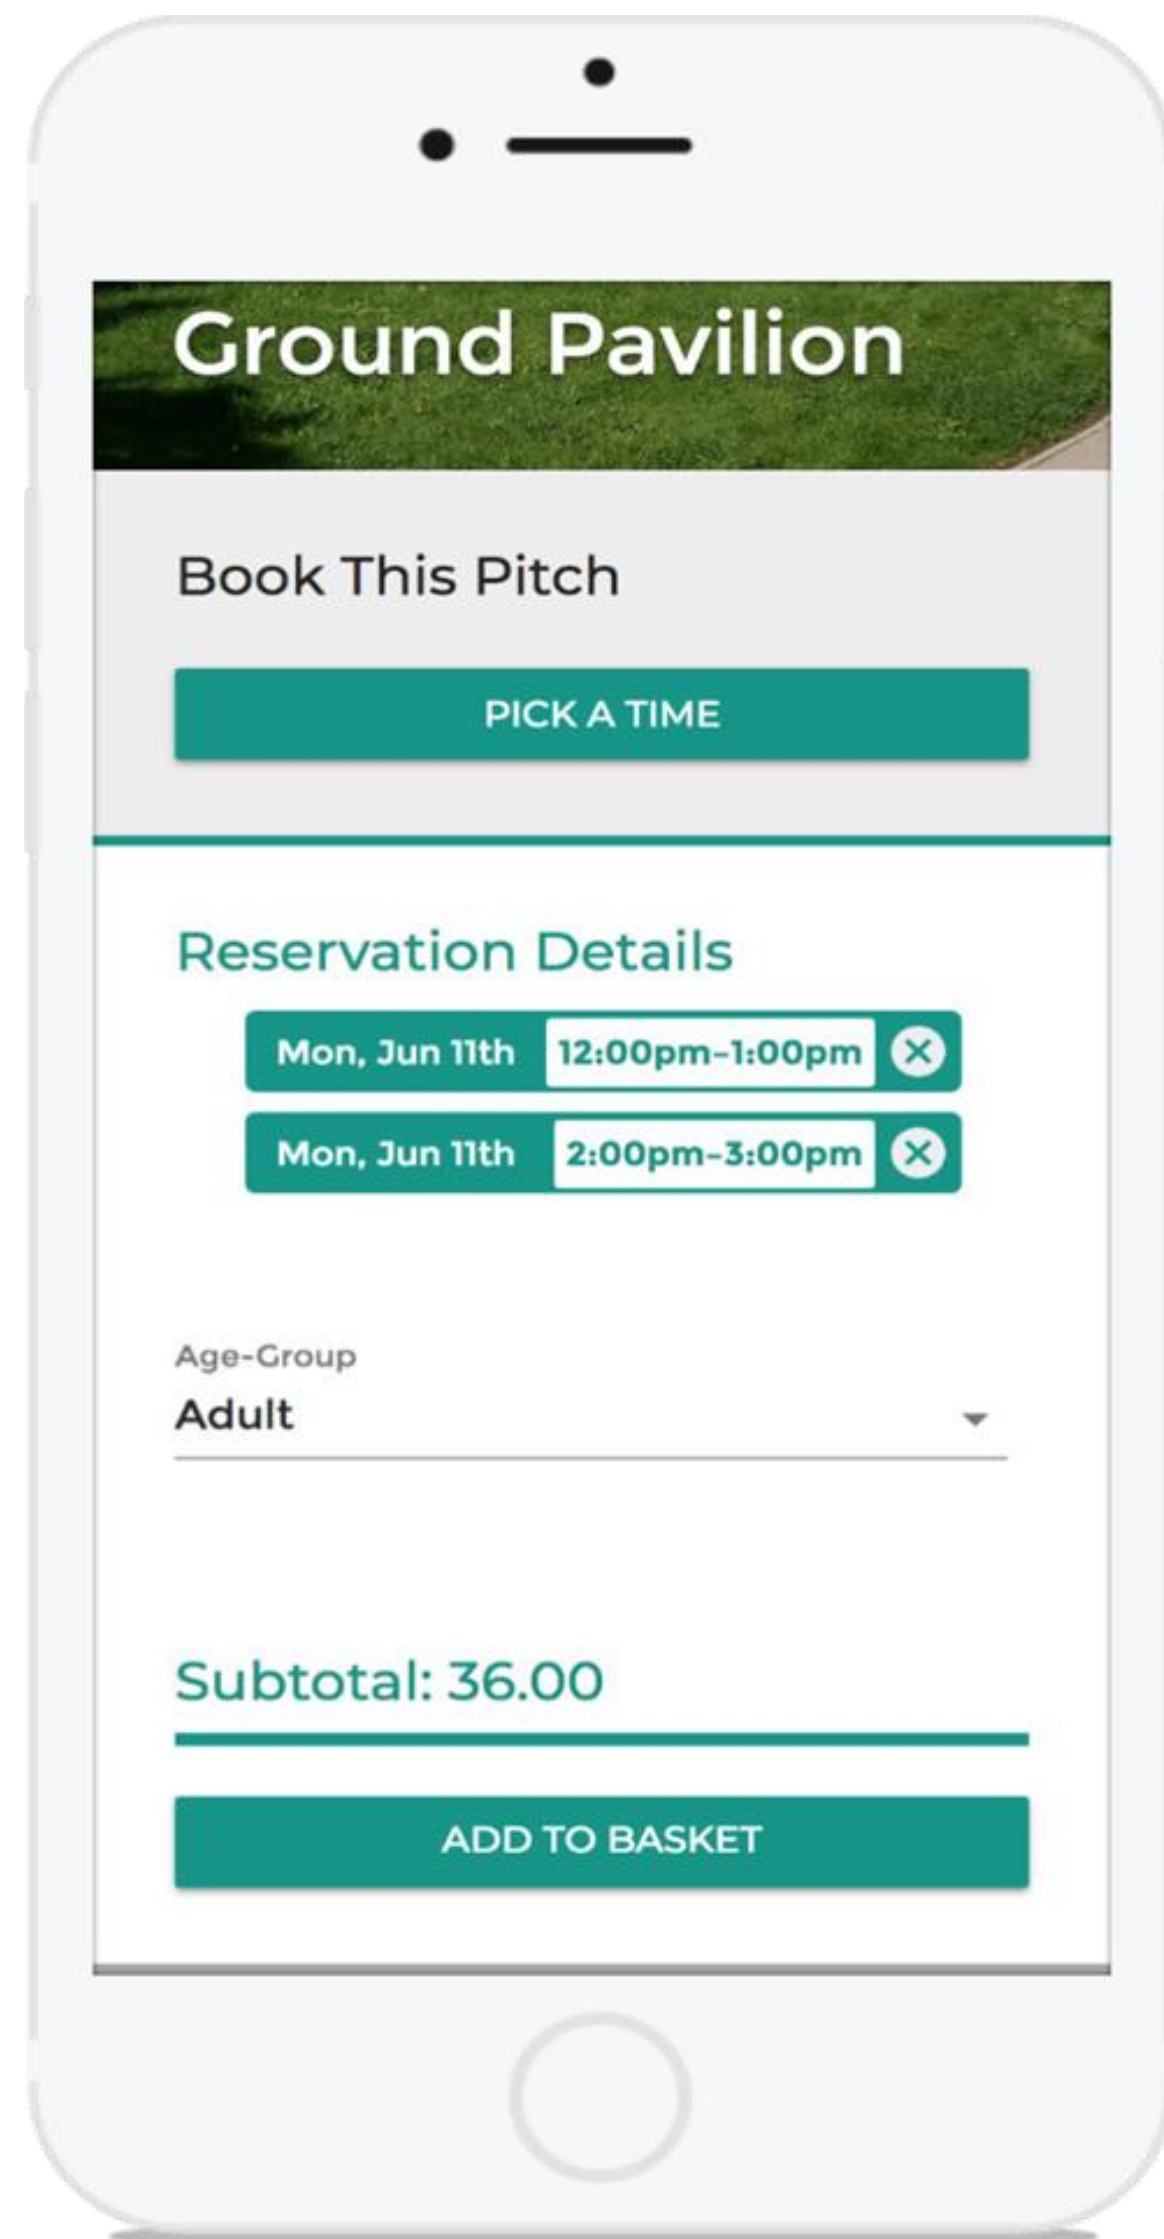 Ground Pavilion
Book This Pitch
PICK A TIME
Reservation Details
Mon, Jun 11th 12:00pm-1:00pm
Mon, Jun 11th 2:00pm-3:00pm
Age-Group
Adult
Subtotal: 36.00
ADD TO BASKET